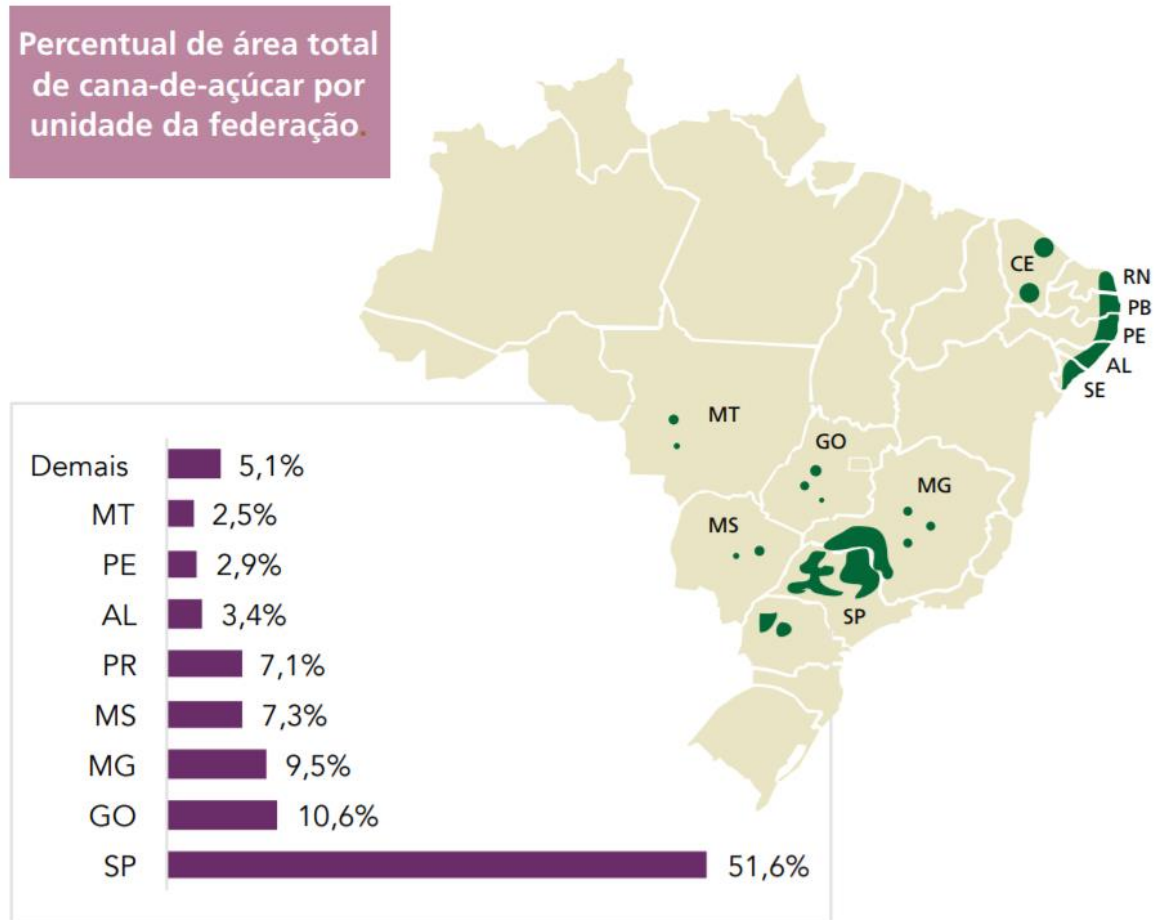 Percentual de área total
de cana-de-açúcar por
unidade da federação.
CE
RN
PB
PE
AL
SE
MT
GO
MG
MS
SP
Demais 5,1%
MT 2,5%
PE 2,9%
AL 3,4%
PR 7,1%
MS 7,3%
MG 9,5%
GO 10,6%
SP 51,6%